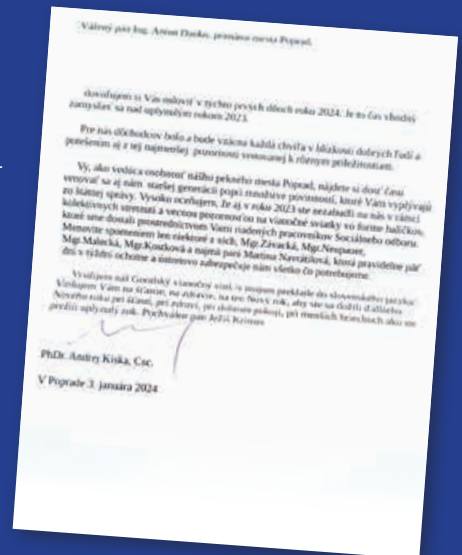 Vážený pán Ing. Anton Danko, primátor mesta Poprad,
dovoľujem si Vás osloviť v týchto prvých dňoch roku 2024. Je to čas vhodný
zamyslieť sa nad uplynulým rokom 2023.
Pre nás dôchodcov bolo a bude vzácna každá chvíľa v blízkosti dobrých ľudí a
potešením aj z tej najmenšej pozornosti venovanej k rôznym príležitostiam.
Vy, ako vedúca osobnosť nášho pekného mesta Poprad, nájdete si dosť času
venovať sa aj nám staršej generácii popri množstve povinností, ktoré Vám vyplývajú
zo štátnej správy. Vysoko oceňujem, že aj v roku 2023 ste nezabudli na nás v rámci
kolektívnych stretnutí a vecnou pozornosťou na vianočné sviatky vo forme balíčkov,
ktoré sme dostali prostredníctvom Vami riadených pracovníkov Sociálneho odboru.
Menovite spomeniem len niektoré z nich, Mgr.Zavacká, Mgr.Neupauer,
Mgr.Malecká, Mgr.Kostková a najmä pani Martina Navrátilová, ktorá pravidelne päť
dní v týždni ochotne a ústretovo zabezpečuje nám všetko čo potrebujeme.
Využijem náš Goralský vianočný vinš, v mojom preklade do slovenského jazyka:
Vinšujem Vám na šťastie, na zdravie, na ten Nový rok, aby ste sa dožili ďalšieho
Nového roku pri šťastí, pri zdraví, pri dobrom pokoji, pri menších hriechoch ako ste
prežili uplynulý rok. Pochválen pán Ježiš Kristus
PhDr. Andrej Kiska, Csc.
V Poprade 3. januára 2024